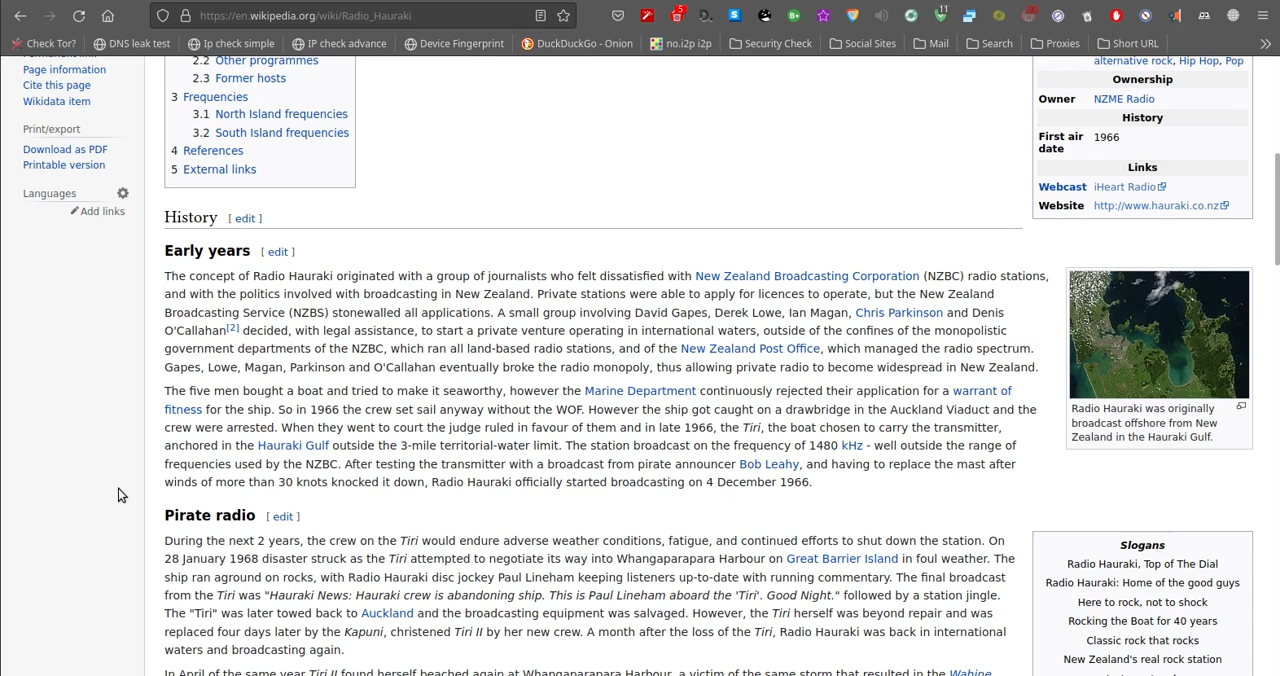 https://en.wikipedia.org/wiki/Radio_Hauraki
5
11
Check Tor?
DNS leak test
Ip check simple
IP check advance
Device Fingerprint
DuckDuckGo - Onion
no.i2p i2p
Security Check
Social Sites
Mail
Search
Proxies
Short URL
Page information
Cite this page
Wikidata item
Print/export
Download as PDF
Printable version
Languages
Add links
2.2 Other programmes
2.3 Former hosts
3 Frequencies
3.1 North Island frequencies
3.2 South Island frequencies
4 References
5 External links
alternative rock, Hip Hop, Pop
Ownership
Owner NZME Radio
History
First air 1966
date
Links
Webcast iHeart Radio
Website http://www.hauraki.co.nz
History [ edit ]
Early years [ edit ]
The concept of Radio Hauraki originated with a group of journalists who felt dissatisfied with New Zealand Broadcasting Corporation (NZBC) radio stations,
and with the politics involved with broadcasting in New Zealand. Private stations were able to apply for licences to operate, but the New Zealand
Broadcasting Service (NZBS) stonewalled all applications. A small group involving David Gapes, Derek Lowe, Ian Magan, Chris Parkinson and Denis
O'Callahan[2] decided, with legal assistance, to start a private venture operating in international waters, outside of the confines of the monopolistic
government departments of the NZBC, which ran all land-based radio stations, and of the New Zealand Post Office, which managed the radio spectrum.
Gapes, Lowe, Magan, Parkinson and O'Callahan eventually broke the radio monopoly, thus allowing private radio to become widespread in New Zealand.
The five men bought a boat and tried to make it seaworthy, however the Marine Department continuously rejected their application for a warrant of
fitness for the ship. So in 1966 the crew set sail anyway without the WOF. However the ship got caught on a drawbridge in the Auckland Viaduct and the
crew were arrested. When they went to court the judge ruled in favour of them and in late 1966, the Tiri, the boat chosen to carry the transmitter,
anchored in the Hauraki Gulf outside the 3-mile territorial-water limit. The station broadcast on the frequency of 1480 kHz - well outside the range of
frequencies used by the NZBC. After testing the transmitter with a broadcast from pirate announcer Bob Leahy, and having to replace the mast after
winds of more than 30 knots knocked it down, Radio Hauraki officially started broadcasting on 4 December 1966.
Radio Hauraki was originally
broadcast offshore from New
Zealand in the Hauraki Gulf.
Pirate radio [ edit ]
During the next 2 years, the crew on the Tiri would endure adverse weather conditions, fatigue, and continued efforts to shut down the station. On
28 January 1968 disaster struck as the Tiri attempted to negotiate its way into Whangaparapara Harbour on Great Barrier Island in foul weather. The
ship ran aground on rocks, with Radio Hauraki disc jockey Paul Lineham keeping listeners up-to-date with running commentary. The final broadcast
from the Tiri was "Hauraki News: Hauraki crew is abandoning ship. This is Paul Lineham aboard the 'Tiri'. Good Night." followed by a station jingle.
The "Tiri" was later towed back to Auckland and the broadcasting equipment was salvaged. However, the Tiri herself was beyond repair and was
replaced four days later by the Kapuni, christened Tiri II by her new crew. A month after the loss of the Tiri, Radio Hauraki was back in international
waters and broadcasting again.
In April of the same year Tiri II found herself beached again at Whangaparapara Harbour, a victim of the same storm that resulted in the Wahine
Slogans
Radio Hauraki, Top of The Dial
Radio Hauraki: Home of the good guys
Here to rock, not to shock
Rocking the Boat for 40 years
Classic rock that rocks
New Zealand's real rock station